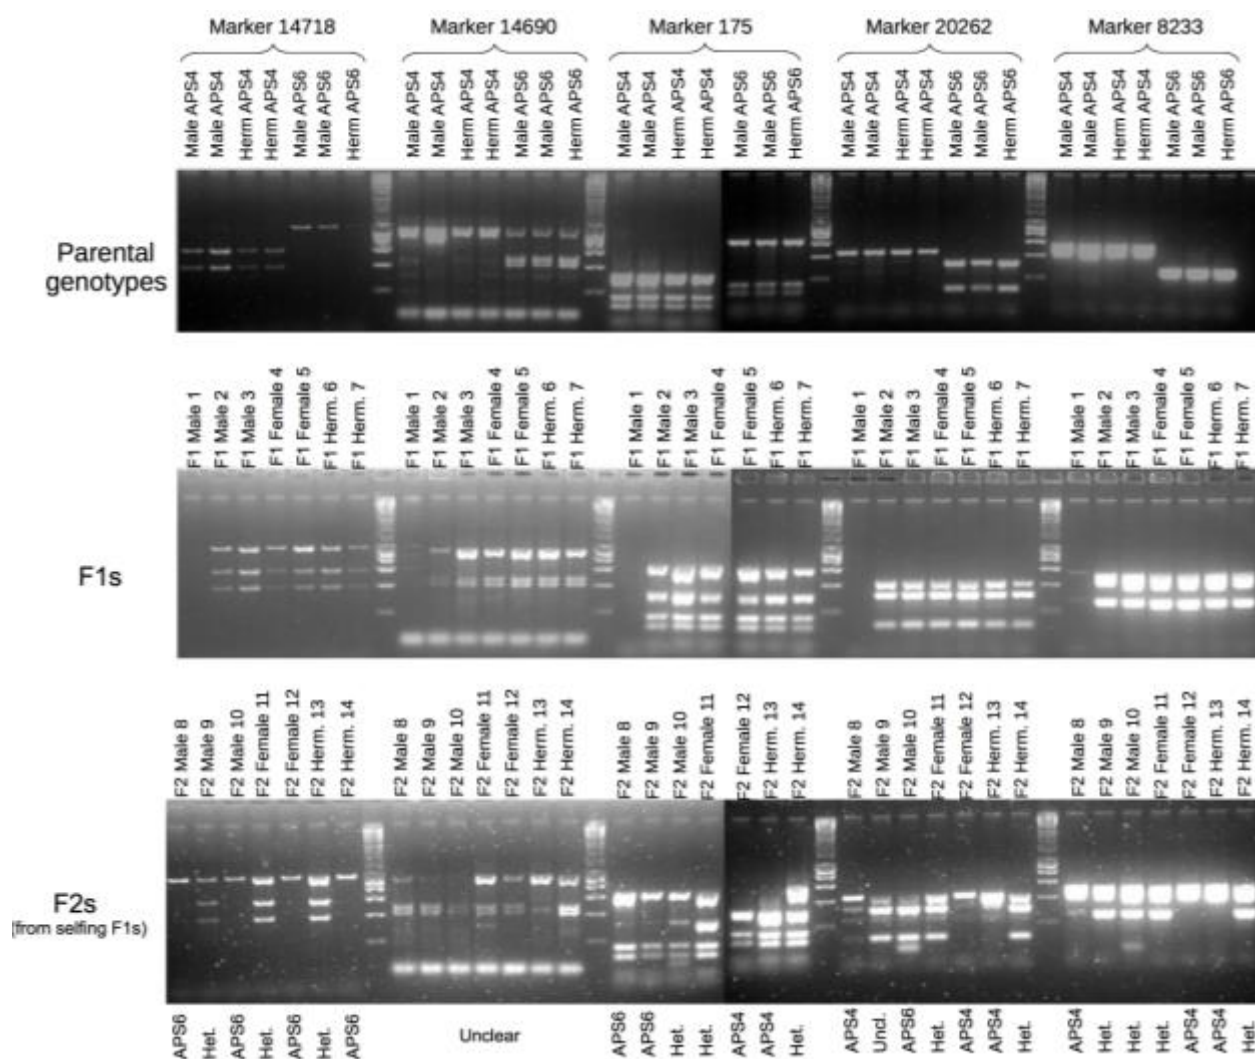 Marker 14718 Marker 14690 Marker 175 Marker 20262 Marker 8233
Male APS4 Male APS4 Herm APS4 Herm APS4 Male APS6 Male APS6 Herm APS6 Male APS4 Male APS4 Herm APS4 Herm APS4 Male APS6 Male APS6 Herm APS6 Male APS4 Male APS4 Herm APS4 Herm APS4 Male APS6 Male APS6 Herm APS6 Male APS4 Male APS4 Herm APS4 Herm APS4 Male APS6 Male APS6 Herm APS6 Male APS4 Male APS4 Herm APS4 Herm APS4 Male APS6 Male APS6 Herm APS6
Parental
genotypes
F1 Male 1 F1 Male 2 F1 Male 3 F1 Female 4 F1 Female 5 F1 Herm. 6 F1 Herm. 7 F1 Male 1 F1 Male 2 F1 Male 3 F1 Female 4 F1 Female 5 F1 Herm. 6 F1 Herm. 7 F1 Male 1 F1 Male 2 F1 Male 3 F1 Female 4 F1 Female 5 F1 Herm. 6 F1 Herm. 7 F1 Male 1 F1 Male 2 F1 Male 3 F1 Female 4 F1 Female 5 F1 Herm. 6 F1 Herm. 7 F1 Male 1 F1 Male 2 F1 Male 3 F1 Female 4 F1 Female 5 F1 Herm. 6 F1 Herm. 7
F1s
F2 Male 8 F2 Male 9 F2 Male 10 F2 Female 11 F2 Female 12 F2 Herm. 13 F2 Herm. 14 F2 Male 8 F2 Male 9 F2 Male 10 F2 Female 11 F2 Female 12 F2 Herm. 13 F2 Herm. 14 F2 Male 8 F2 Male 9 F2 Male 10 F2 Female 11 F2 Female 12 F2 Herm. 13 F2 Herm. 14 F2 Male 8 F2 Male 9 F2 Male 10 F2 Female 11 F2 Female 12 F2 Herm. 13 F2 Herm. 14 F2 Male 8 F2 Male 9 F2 Male 10 F2 Female 11 F2 Female 12 F2 Herm. 13 F2 Herm. 14
F2s
(from selfing F1s)
APS6 Het. APS6 Het. APS6 Het. APS6 Unclear APS6 APS6 Het. Het. APS4 APS4 Het. APS4 Uncl. APS6 Het. APS4 APS4 Het. APS4 Het. Het. Het. APS4 APS4 Het.